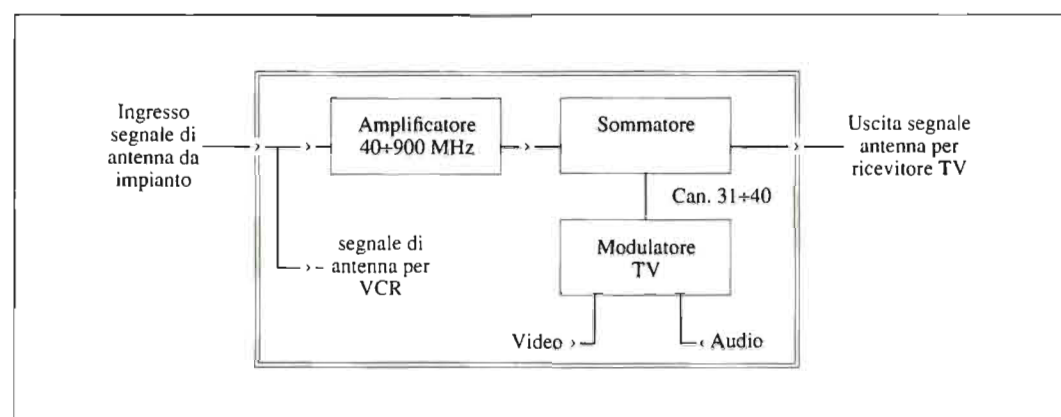 Ingresso
segnale di
antenna da
impianto
Amplificatore
40÷900 MHz
Sommatore
Uscita segnale
antenna per
ricevitore TV
Can. 31÷40
segnale di
antenna per
VCR
Modulatore
TV
Video
Audio